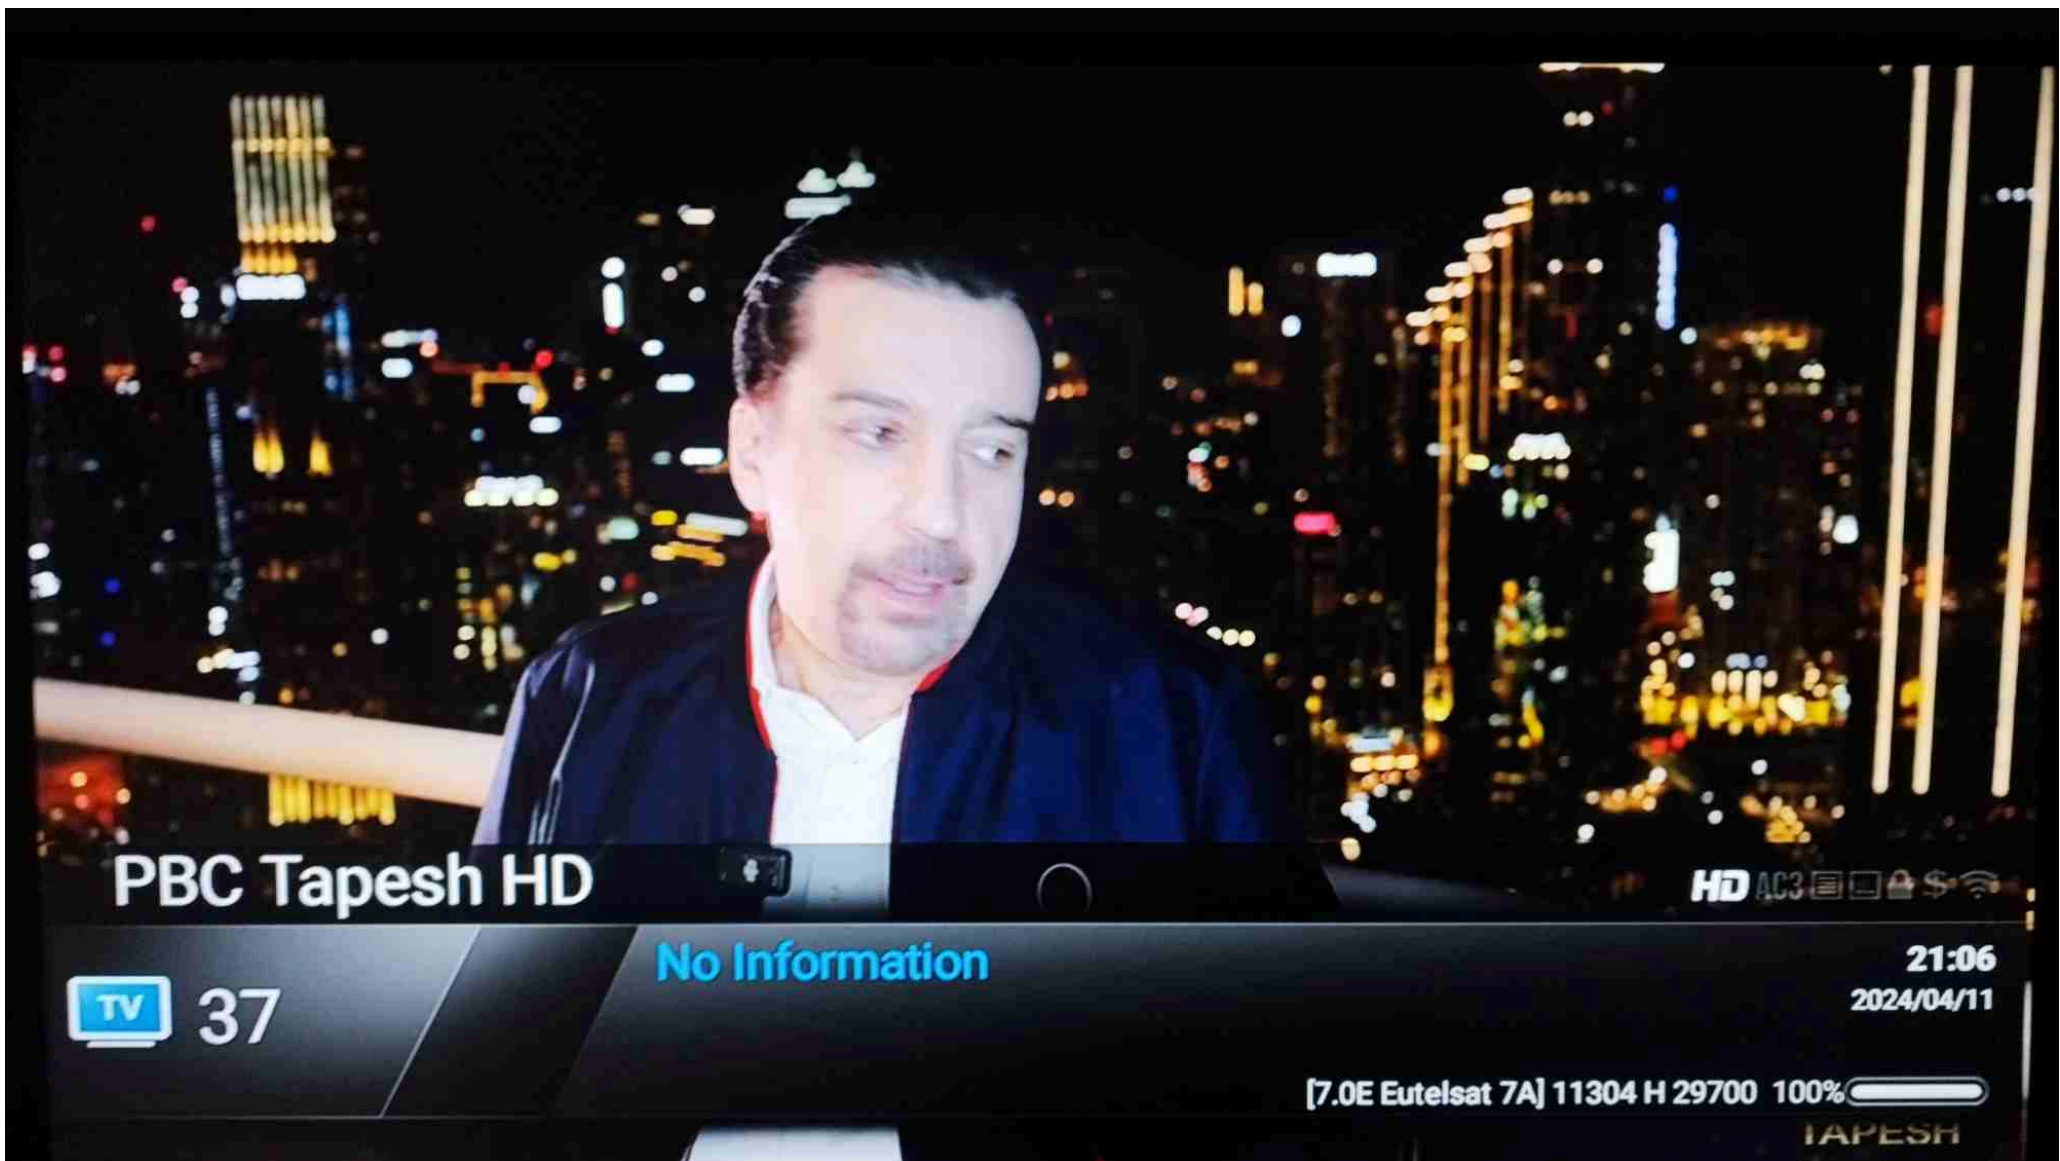 PBC Tapesh HD
HD AC3 $
TV 37
No Information
21:06
2024/04/11
[7.0E Eutelsat 7A] 11304 H 29700 100%
TAPESH